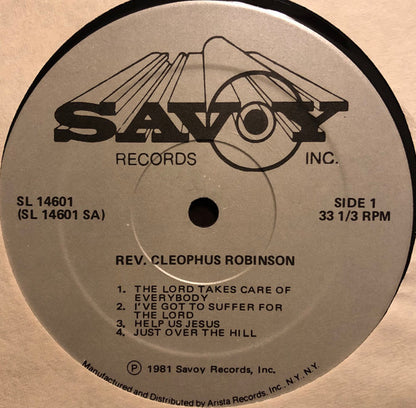 SAVOY
RECORDS INC.
SL 14601 SIDE 1
(SL 14601 SA) 33 1/3 RPM
REV. CLEOPHUS ROBINSON
1. THE LORD TAKES CARE OF
EVERYBODY
2. I'VE GOT TO SUFFER FOR
THE LORD
3. HELP US JESUS
4. JUST OVER THE HILL
Ⓟ 1981 Savoy Records, Inc.
Manufactured and Distributed by Arista Records, Inc., N.Y., N.Y.